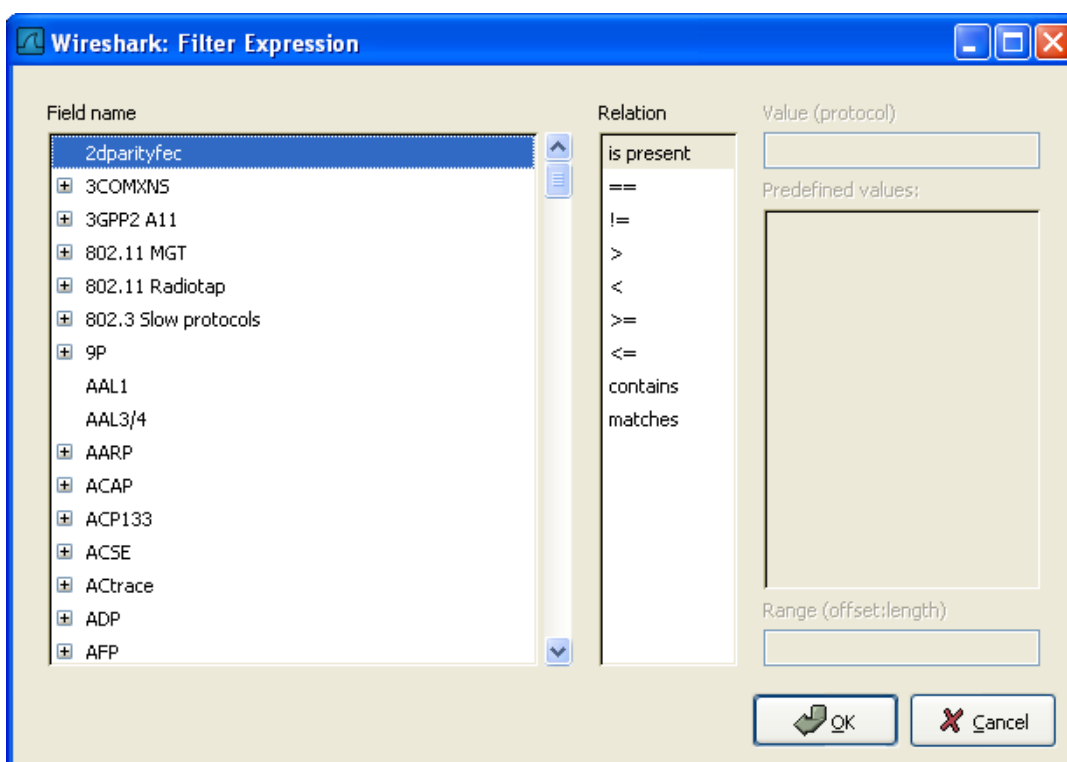 Wireshark: Filter Expression
Field name
2dparityfec
3COMXNS
3GPP2 A11
802.11 MGT
802.11 Radiotap
802.3 Slow protocols
9P
AAL1
AAL3/4
AARP
ACAP
ACP133
ACSE
ACtrace
ADP
AFP
Relation
is present
==
!=
>
<
>=
<=
contains
matches
Value (protocol)
Predefined values:
Range (offset:length)
OK
Cancel